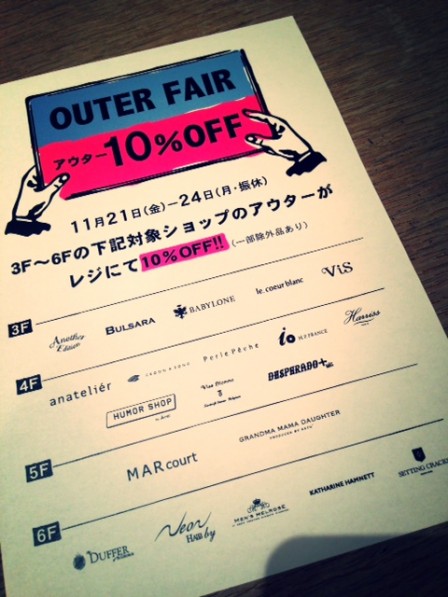 OUTER FAIR
アウター10%OFF
11月21日(金)−24日(月・振休)
3F〜6Fの下記対象ショップのアウターが
レジにて10%OFF!!(一部除外品あり)
3F
Another Edition BULSARA BABYLONE le.coeur blanc ViS
4F
anateliér Perle Pêche io Harriss
HUMOR SHOP DESPERADO+
5F
MARcourt GRANDMA MAMA DAUGHTER
6F
DUFFER Neon by MEN'S MELROSE KATHARINE HAMNETT SETTING CRACKER